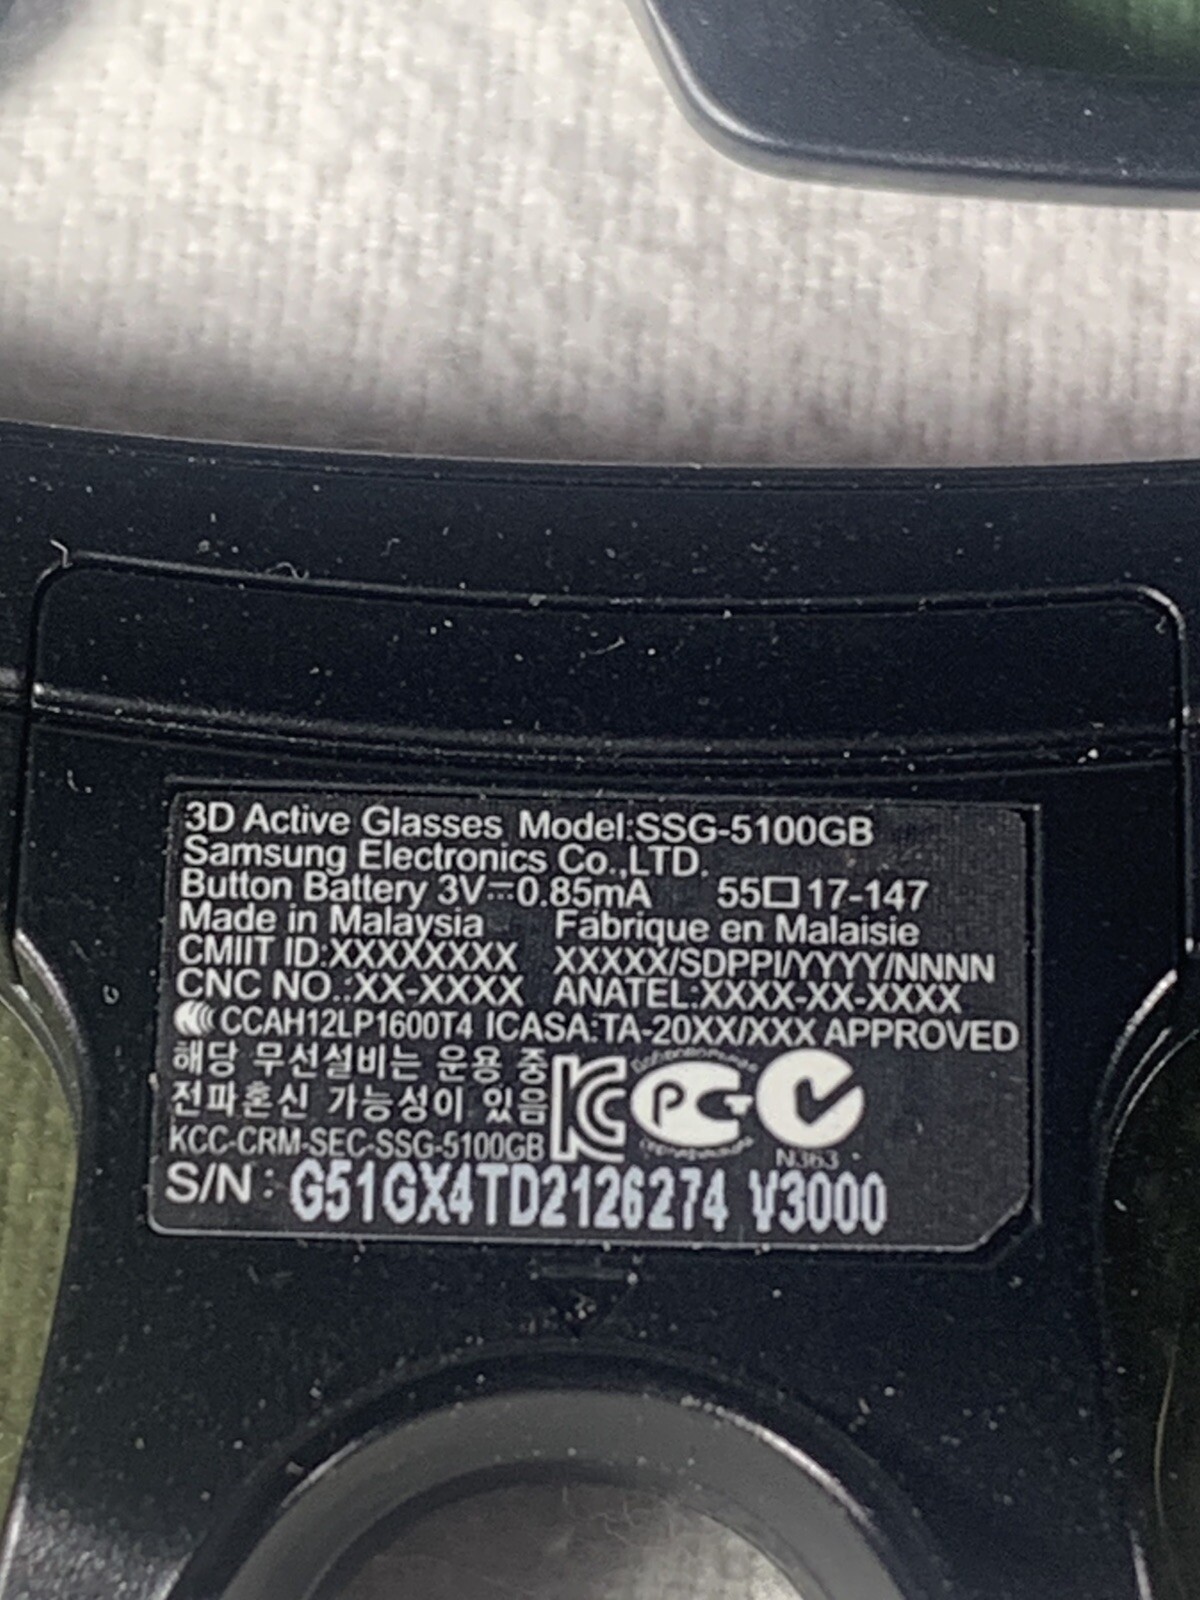 3D Active Glasses Model:SSG-5100GB
Samsung Electronics Co.,LTD.
Button Battery 3V⎓0.85mA 55□17-147
Made in Malaysia Fabriqué en Malaisie
CMIIT ID:XXXXXXXX XXXXX/SDPPI/YYYY/NNNN
CNC NO.:XX-XXXX ANATEL:XXXX-XX-XXXX
CCAH12LP1600T4 ICASA:TA-20XX/XXX APPROVED
해당 무선설비는 운용 중
전파혼신 가능성이 있음
KC PC
KCC-CRM-SEC-SSG-5100GB
N363
S/N : G51GX4TD2126274 V3000